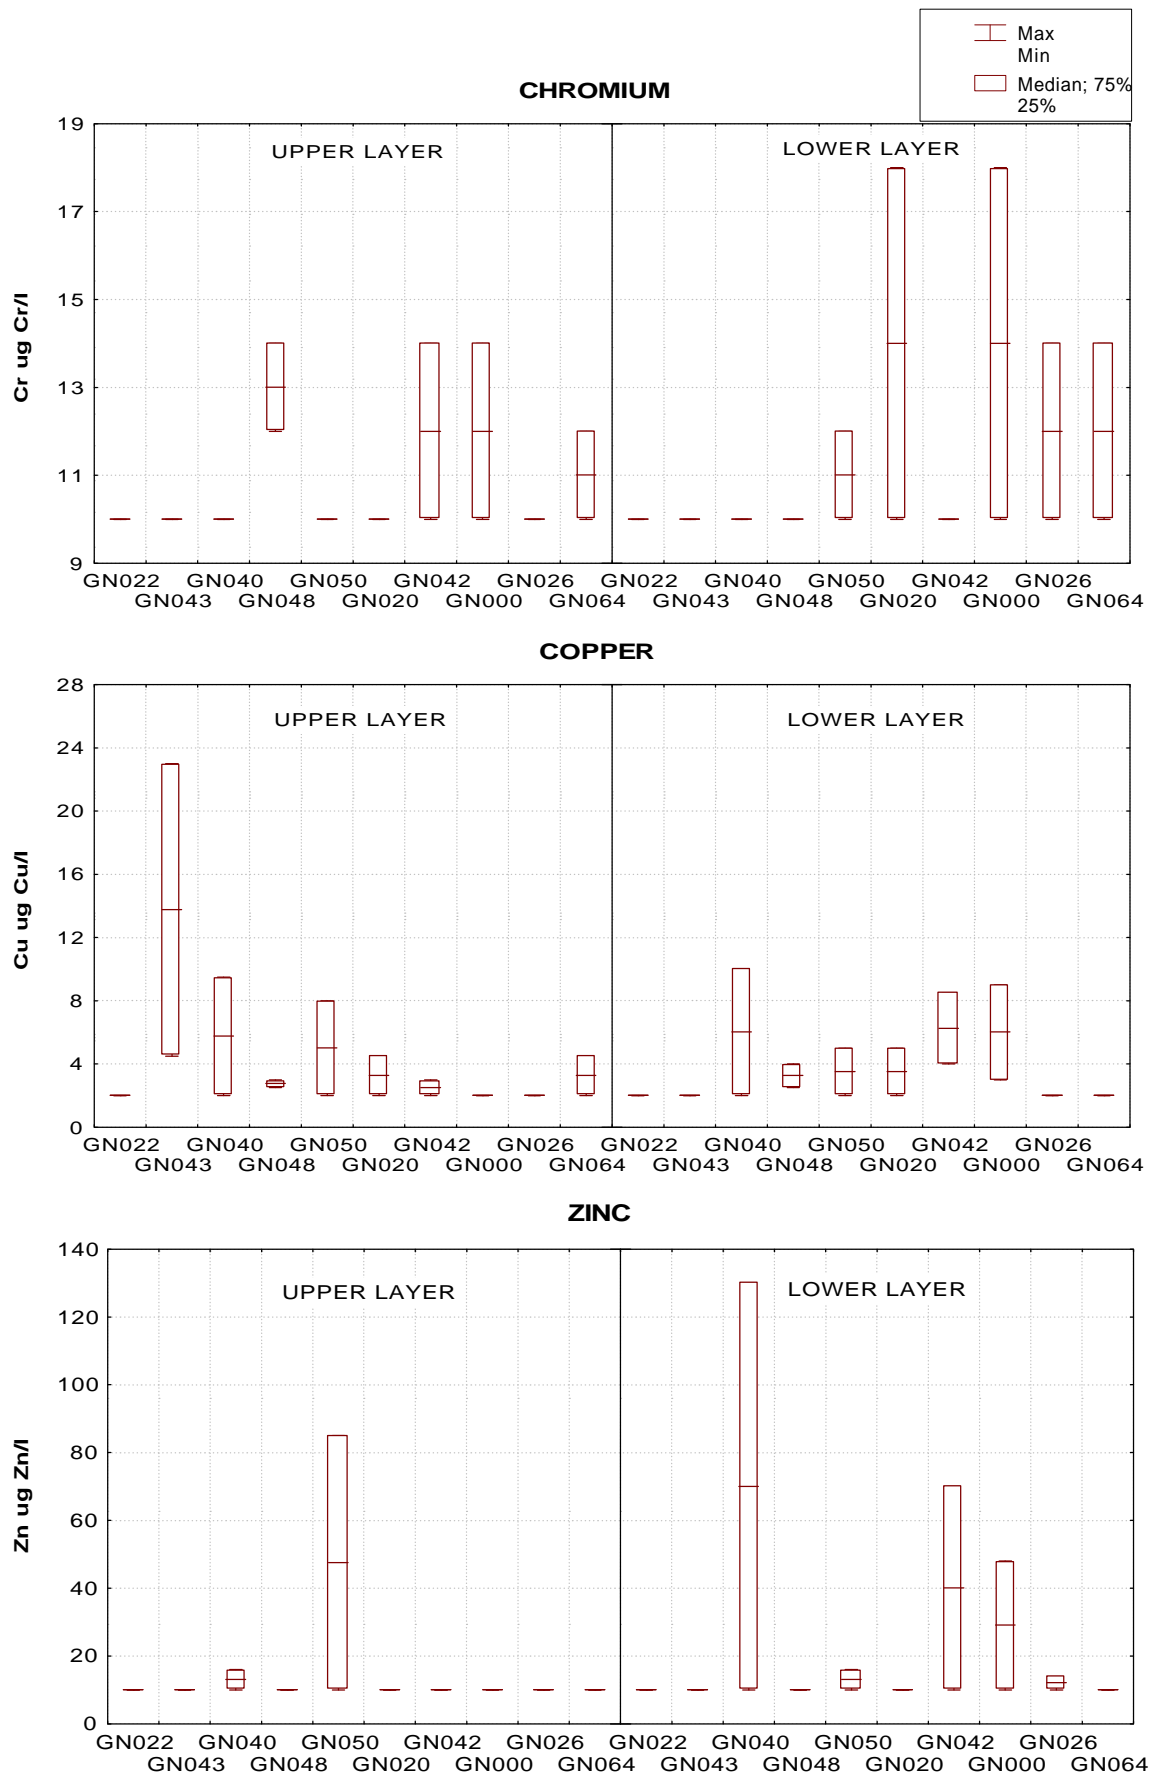 Max
Min
Median; 75%
25%
CHROMIUM
UPPER LAYER
LOWER LAYER
Cr ug Cr/l
19
17
15
13
11
9
GN022 GN040 GN050 GN042 GN026 GN022 GN040 GN050 GN042 GN026
GN043 GN048 GN020 GN000 GN064 GN043 GN048 GN020 GN000 GN064
COPPER
UPPER LAYER
LOWER LAYER
Cu ug Cu/l
28
24
20
16
12
8
4
0
GN022 GN040 GN050 GN042 GN026 GN022 GN040 GN050 GN042 GN026
GN043 GN048 GN020 GN000 GN064 GN043 GN048 GN020 GN000 GN064
ZINC
UPPER LAYER
LOWER LAYER
Zn ug Zn/l
140
120
100
80
60
40
20
0
GN022 GN040 GN050 GN042 GN026 GN022 GN040 GN050 GN042 GN026
GN043 GN048 GN020 GN000 GN064 GN043 GN048 GN020 GN000 GN064